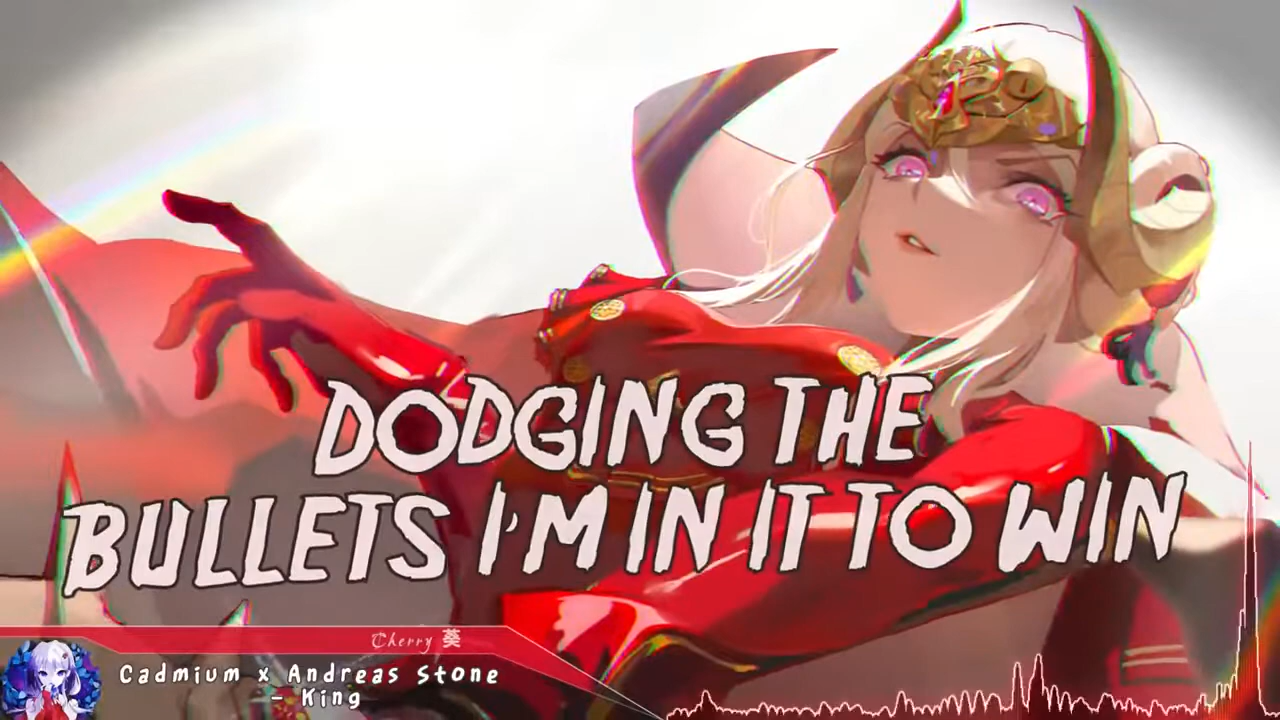 DODGING THE
BULLETS I'M IN IT TO WIN
Cherry 葵
Cadmium x Andreas Stone
- King